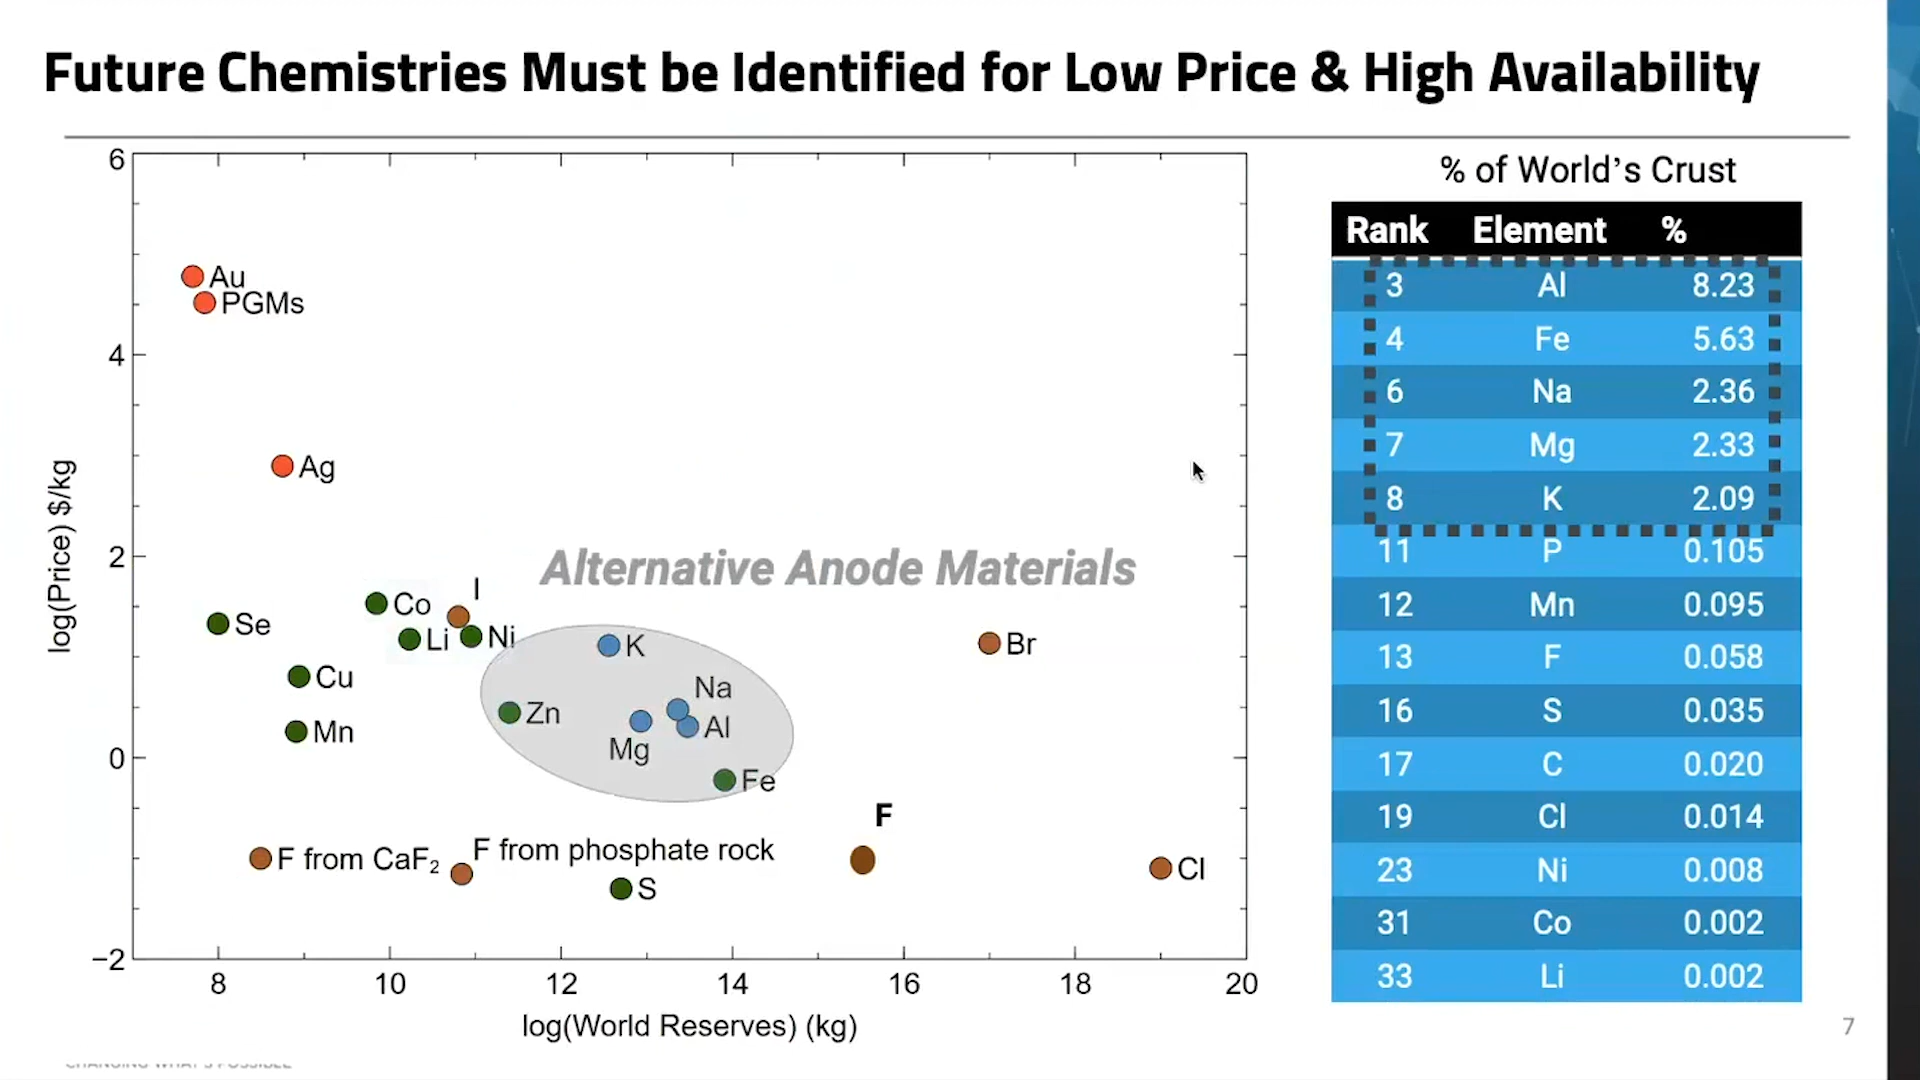 Future Chemistries Must be Identified for Low Price & High Availability
6
4
2
0
−2
log(Price) $/kg
Au
PGMs
Ag
Alternative Anode Materials
I
Co
Se
Li
Ni
K
Br
Cu
Na
Zn
Mn
Al
Mg
Fe
F
F from phosphate rock
F from CaF₂
Cl
S
8 10 12 14 16 18 20
log(World Reserves) (kg)
% of World's Crust
Rank Element %
3 Al 8.23
4 Fe 5.63
6 Na 2.36
7 Mg 2.33
8 K 2.09
11 P 0.105
12 Mn 0.095
13 F 0.058
16 S 0.035
17 C 0.020
19 Cl 0.014
23 Ni 0.008
31 Co 0.002
33 Li 0.002
7
CHANGING WHAT'S POSSIBLE